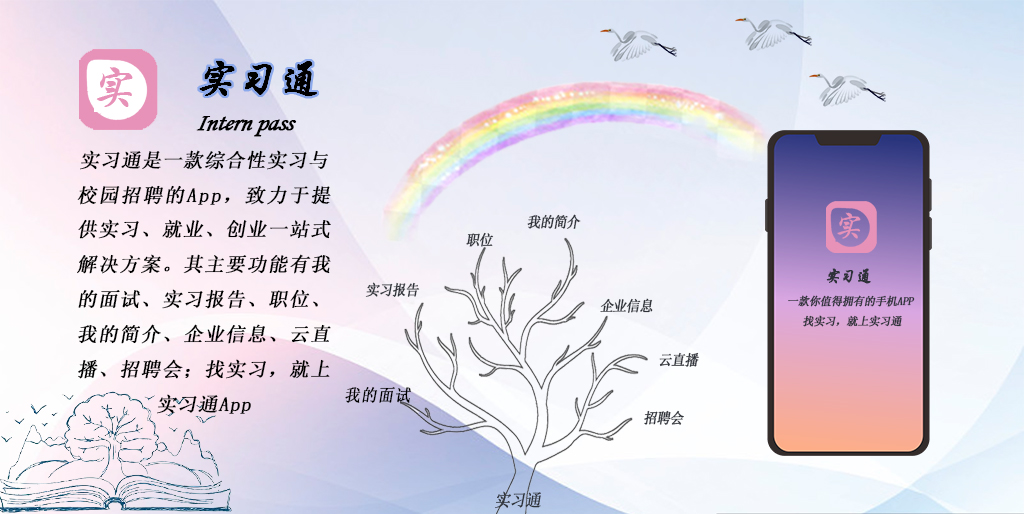 实
实习通
Intern pass
实习通是一款综合性实习与
校园招聘的App，致力于提
供实习、就业、创业一站式
解决方案。其主要功能有我
的面试、实习报告、职位、
我的简介、企业信息、云直
播、招聘会；找实习，就上
实习通App
我的简介
职位
实习报告
企业信息
云直播
我的面试
招聘会
实习通
实
实习通
一款你值得拥有的手机APP
找实习，就上实习通